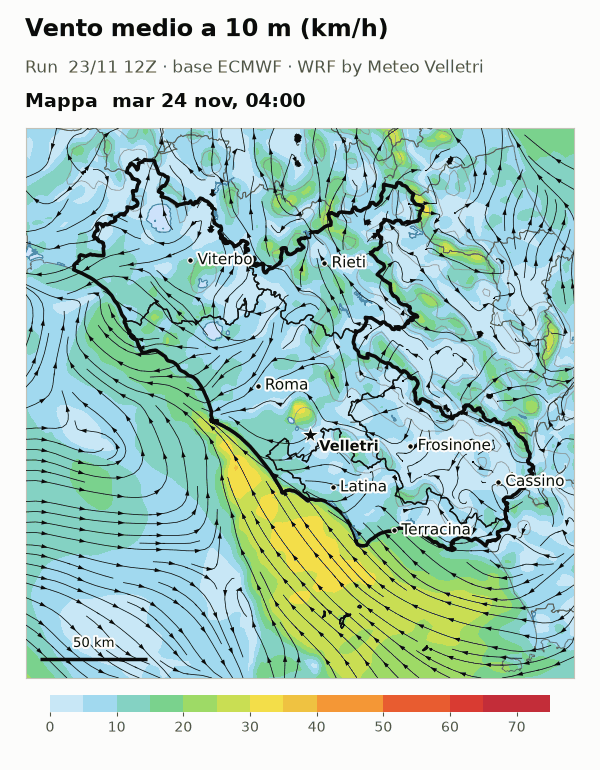 Vento medio a 10 m (km/h)
Run  23/11 12Z · base ECMWF · WRF by Meteo Velletri
Mappa  mar 24 nov, 04:00
Viterbo
Rieti
Roma
Velletri
Frosinone
Cassino
Latina
Terracina
50 km
0 10 20 30 40 50 60 70